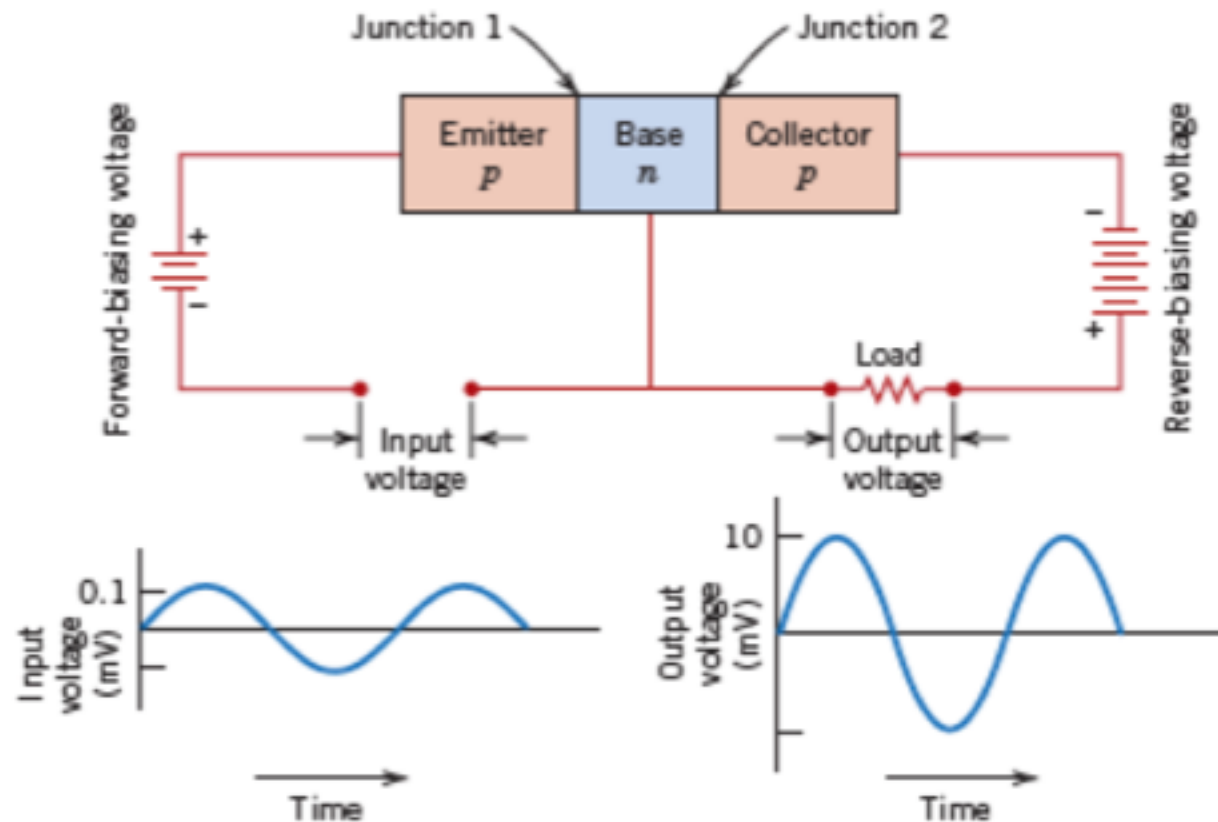 Junction 1
Junction 2
Emitter
p
Base
n
Collector
p
Forward-biasing voltage
+
−
Reverse-biasing voltage
−
+
Load
Input
voltage
Output
voltage
Input
voltage
(mV)
0.1
Time
Output
voltage
(mV)
10
Time